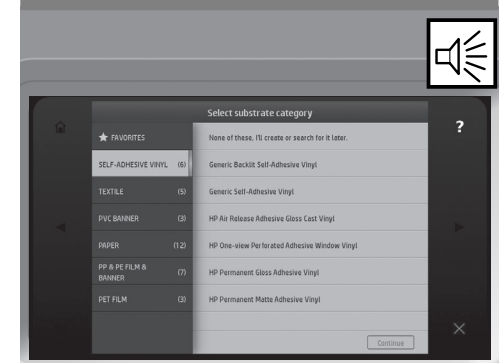 Select substrate category
?
FAVORITES
None of these, I'll create or search for it later.
SELF-ADHESIVE VINYL (6)
Generic Backlit Self-Adhesive Vinyl
TEXTILE (5)
Generic Self-Adhesive Vinyl
PVC BANNER (3)
HP Air Release Adhesive Gloss Cast Vinyl
PAPER (12)
HP One-view Perforated Adhesive Window Vinyl
PP & PE FILM & BANNER (7)
HP Permanent Gloss Adhesive Vinyl
PET FILM (3)
HP Permanent Matte Adhesive Vinyl
Continue